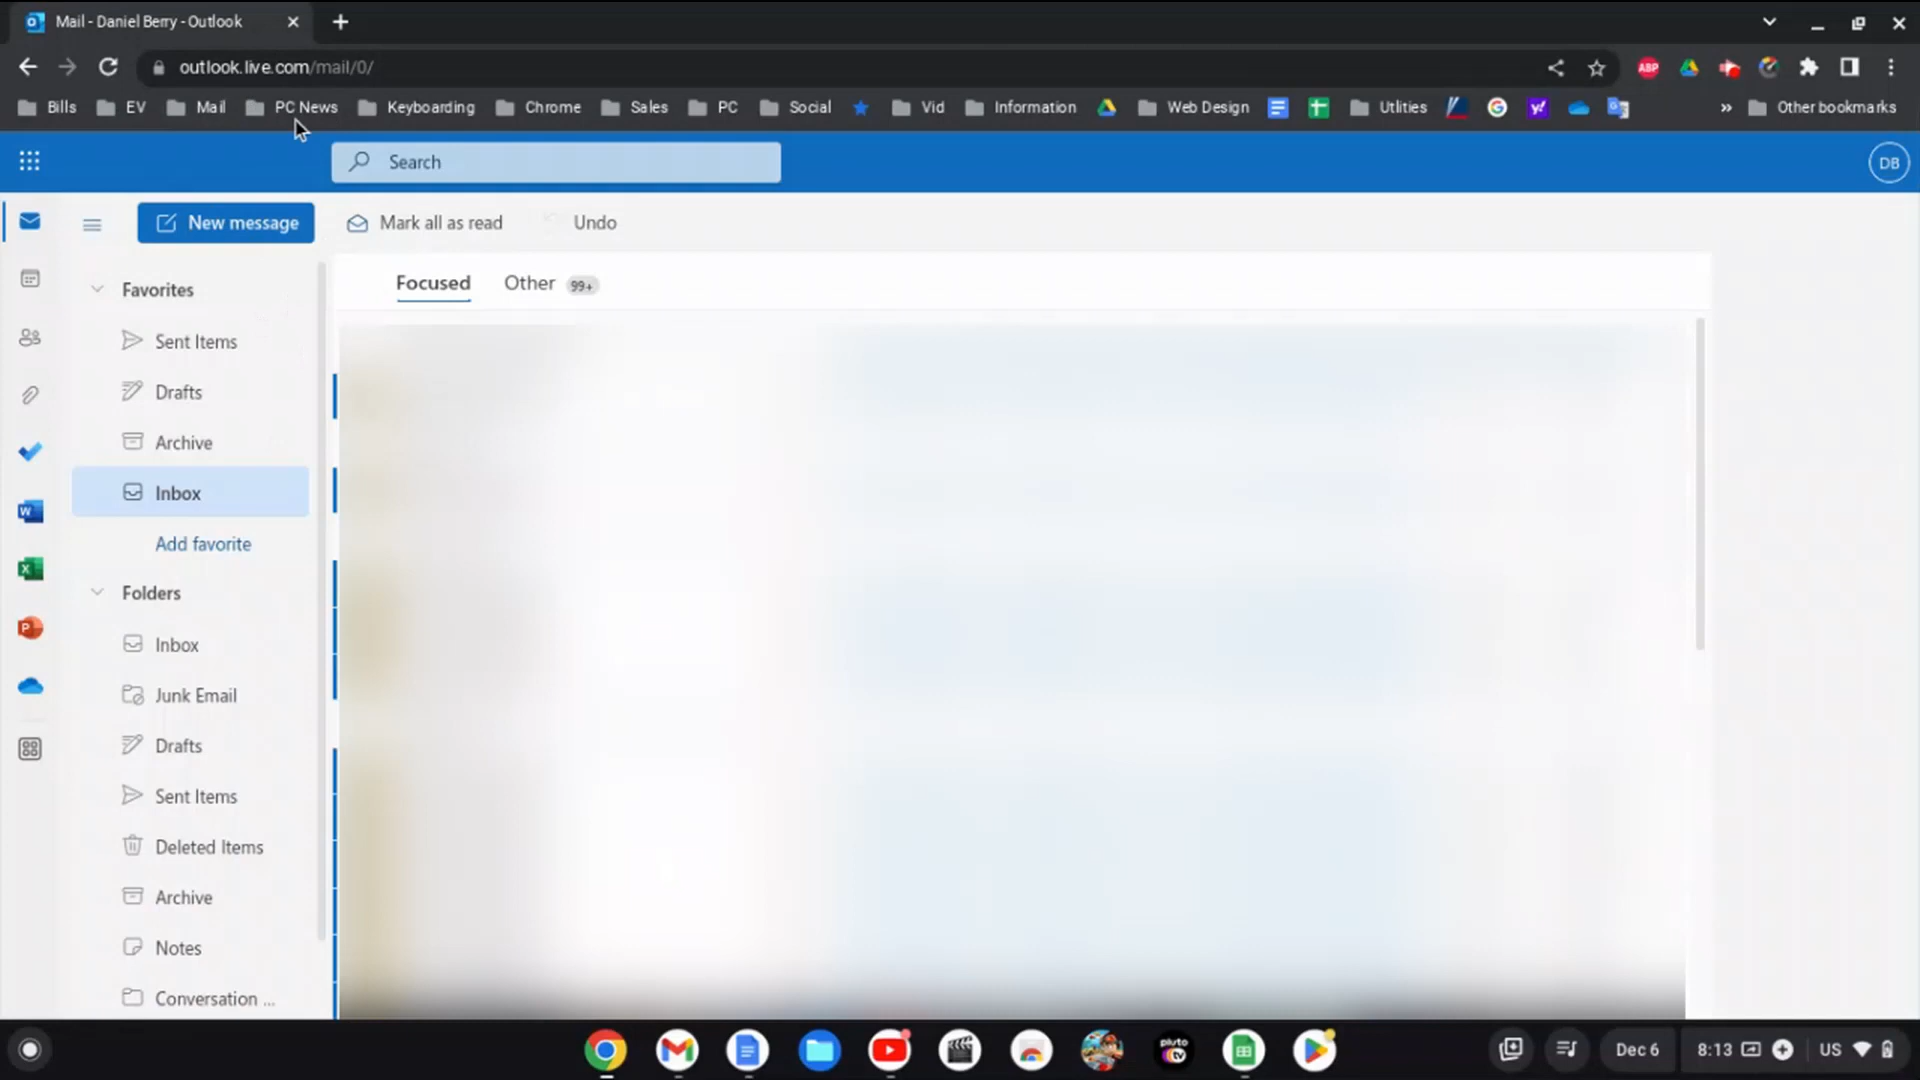 Mail - Daniel Berry - Outlook
outlook.live.com/mail/0/
ABP
Bills EV Mail PC News Keyboarding Chrome Sales PC Social Vid Information Web Design Utlities Other bookmarks
Search
DB
New message Mark all as read Undo
Focused Other 99+
Favorites
Sent Items
Drafts
Archive
Inbox
Add favorite
Folders
Inbox
Junk Email
Drafts
Sent Items
Deleted Items
Archive
Notes
Conversation ...
pluto tv
Dec 6 8:13 US